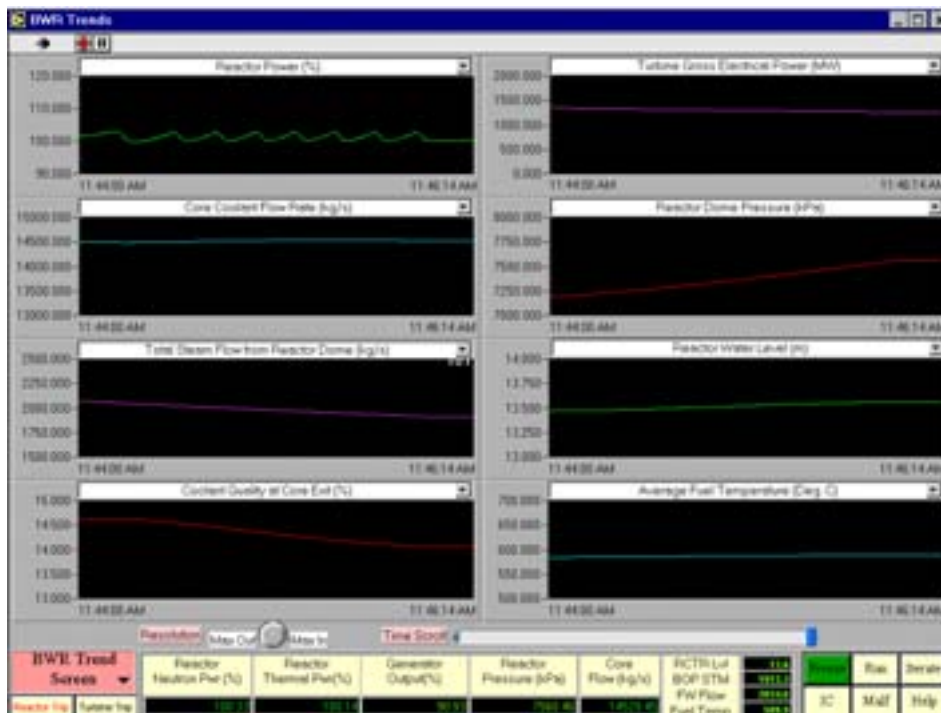 BWR Trends
Reactor Power (%)
120.000
110.000
100.000
90.000
11:44:00 AM
11:46:14 AM
Turbine Gross Electrical Power (MW)
2000.000
1500.000
1000.000
500.000
0.000
11:44:00 AM
11:46:14 AM
Core Coolant Flow Rate (kg/s)
15000.000
14500.000
14000.000
13500.000
13000.000
11:44:00 AM
11:46:14 AM
Reactor Dome Pressure (kPa)
8000.000
7750.000
7500.000
7250.000
7000.000
11:44:00 AM
11:46:14 AM
Total Steam Flow from Reactor Dome (kg/s)
2500.000
2250.000
2000.000
1750.000
1500.000
11:44:00 AM
11:46:14 AM
Reactor Water Level (m)
14.000
13.750
13.500
13.250
13.000
11:44:00 AM
11:46:14 AM
Coolant Quality at Core Exit (%)
15.000
14.500
14.000
13.500
13.000
11:44:00 AM
11:46:14 AM
Average Fuel Temperature (Deg. C)
700.000
650.000
600.000
550.000
500.000
11:44:00 AM
11:46:14 AM
Resolution
Max Out
Max In
Time Scroll
BWR Trend
Screen
Reactor Trip
Turbine Trip
Reactor
Neutron Pwr (%)
Reactor
Thermal Pwr(%)
100.14
Generator
Output(%)
Reactor
Pressure (kPa)
Core
Flow (kg/s)
RCTR Lvl
BOP STM
FW Flow
Fuel Temp
Freeze
Run
Iterate
IC
Malf
Help